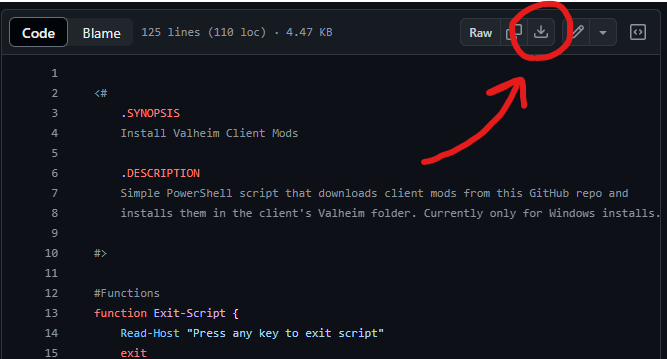 Code Blame 125 lines (110 loc) · 4.47 KB Raw
1
2 <#
3 .SYNOPSIS
4 Install Valheim Client Mods
5
6 .DESCRIPTION
7 Simple PowerShell script that downloads client mods from this GitHub repo and
8 installs them in the client's Valheim folder. Currently only for Windows installs.
9
10 #>
11
12 #Functions
13 function Exit-Script {
14 Read-Host "Press any key to exit script"
15 exit